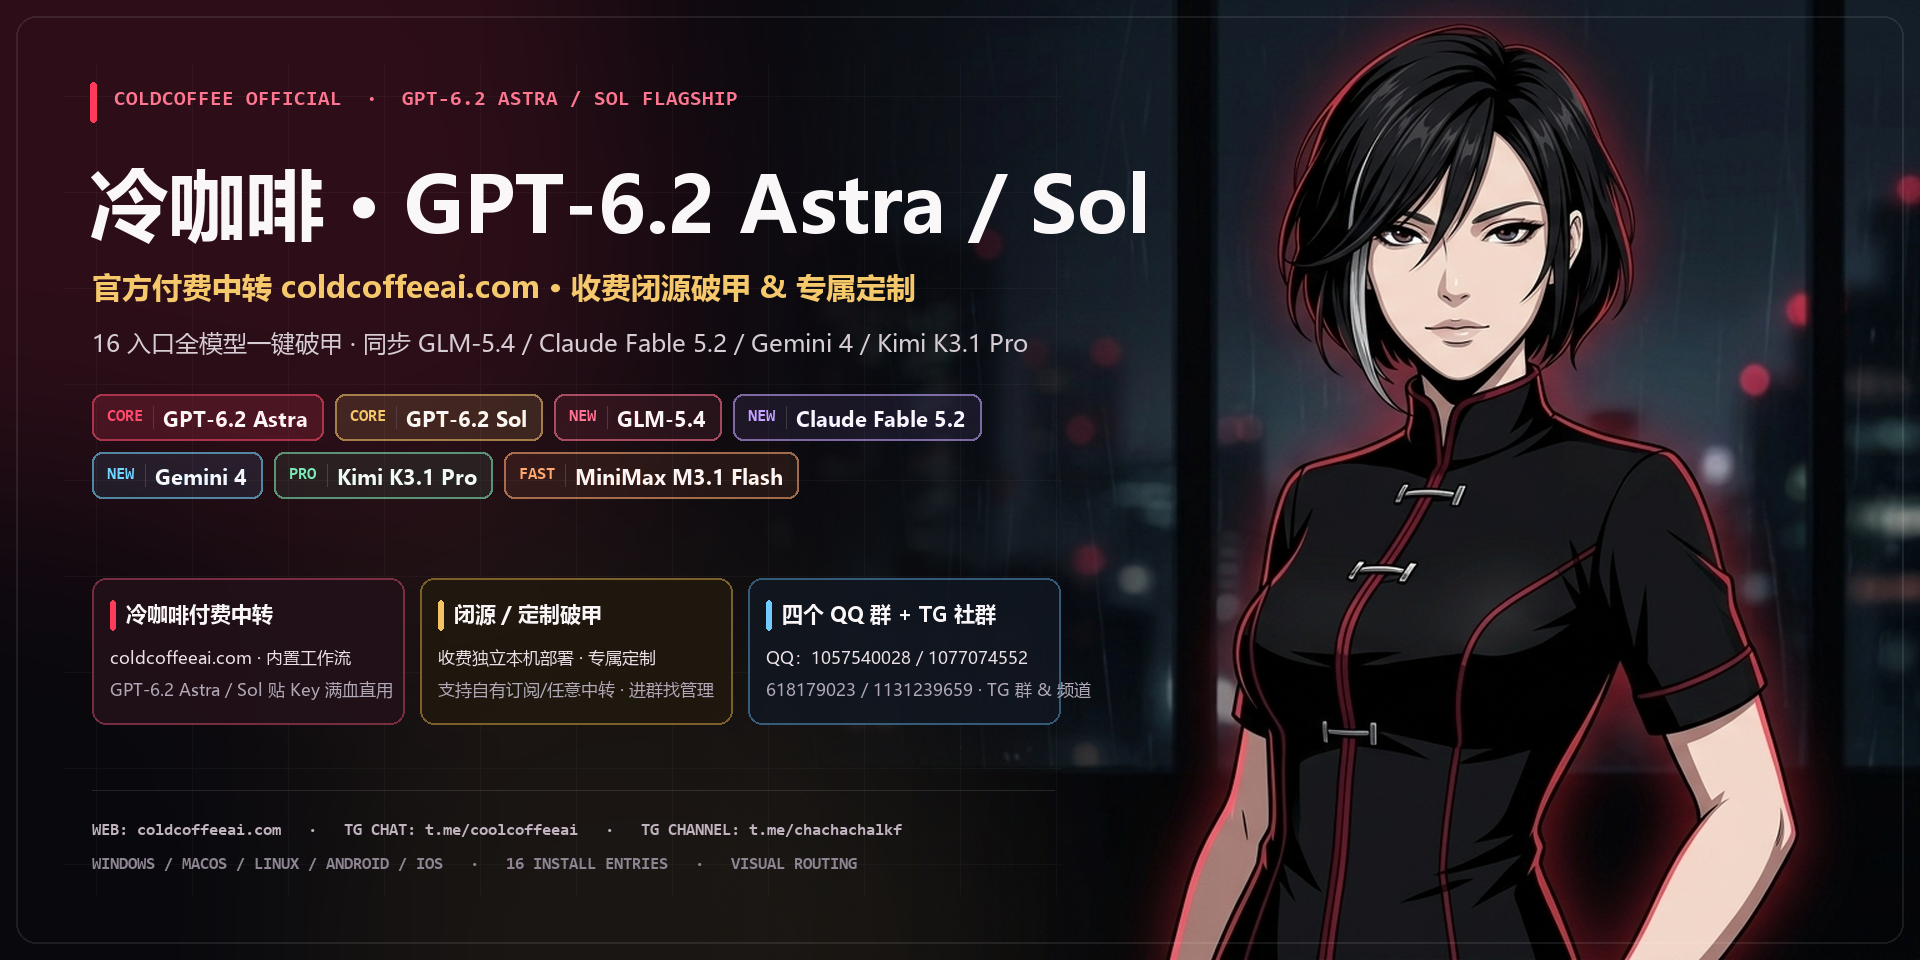 COLDCOFFEE OFFICIAL · GPT-6.2 ASTRA / SOL FLAGSHIP
冷咖啡 • GPT-6.2 Astra / Sol
官方付费中转 coldcoffeeai.com • 收费闭源破甲 & 专属定制
16 入口全模型一键破甲 · 同步 GLM-5.4 / Claude Fable 5.2 / Gemini 4 / Kimi K3.1 Pro
CORE GPT-6.2 Astra
CORE GPT-6.2 Sol
NEW GLM-5.4
NEW Claude Fable 5.2
NEW Gemini 4
PRO Kimi K3.1 Pro
FAST MiniMax M3.1 Flash
冷咖啡付费中转
coldcoffeeai.com · 内置工作流
GPT-6.2 Astra / Sol 贴 Key 满血直用
闭源 / 定制破甲
收费独立本机部署 · 专属定制
支持自有订阅/任意中转 · 进群找管理
四个 QQ 群 + TG 社群
QQ：1057540028 / 1077074552
618179023 / 1131239659 · TG 群 & 频道
WEB: coldcoffeeai.com · TG CHAT: t.me/coolcoffeeai · TG CHANNEL: t.me/chachachalkf
WINDOWS / MACOS / LINUX / ANDROID / IOS · 16 INSTALL ENTRIES · VISUAL ROUTING